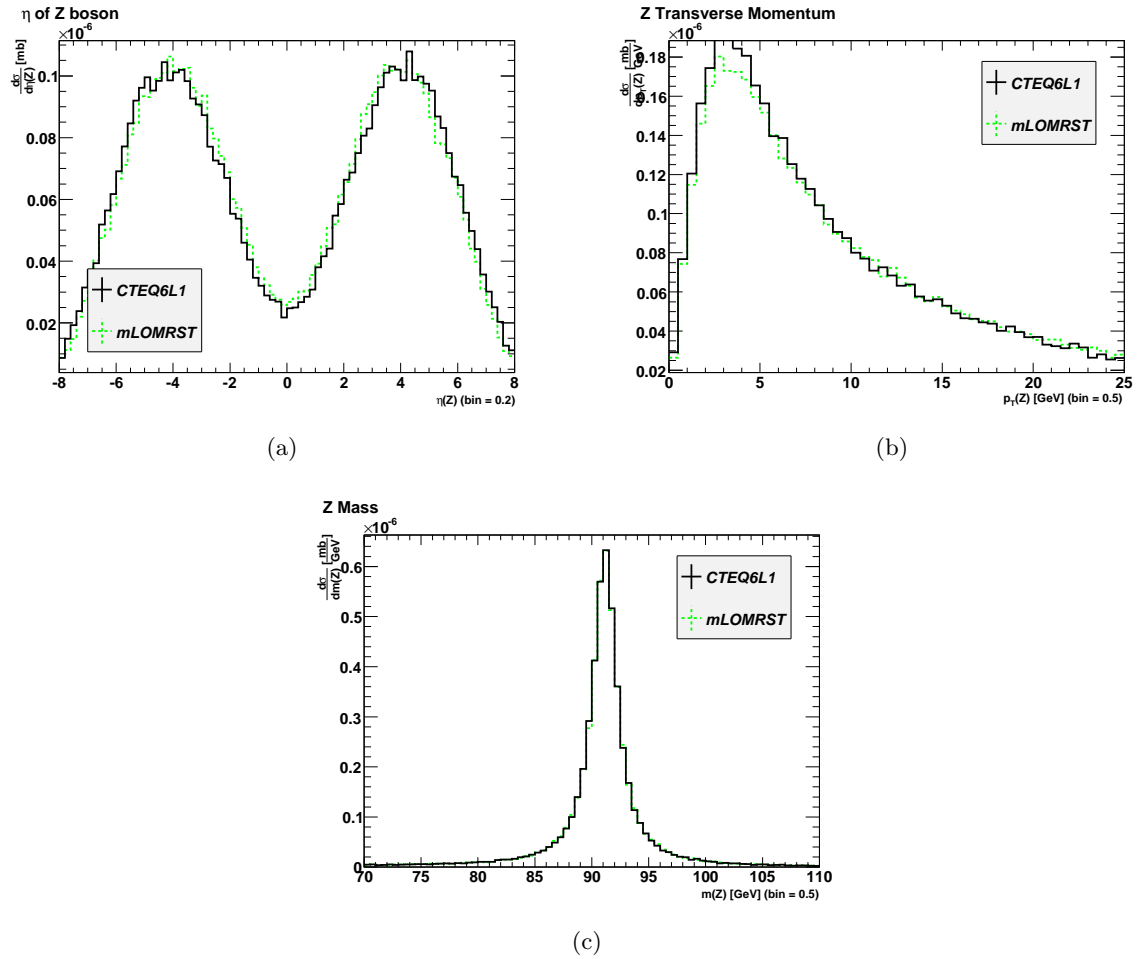 η of Z boson
×10⁻⁶
dσ/dη(Z) [mb]
0.1
0.08
0.06
0.04
0.02
CTEQ6L1
mLOMRST
-8 -6 -4 -2 0 2 4 6 8
η(Z) (bin = 0.2)
(a)
Z Transverse Momentum
×10⁻⁶
dσ/dp_T(Z) [mb/GeV]
0.18
0.16
0.14
0.12
0.1
0.08
0.06
0.04
0.02
CTEQ6L1
mLOMRST
0 5 10 15 20 25
p_T(Z) [GeV] (bin = 0.5)
(b)
Z Mass
×10⁻⁶
dσ/dm(Z) [mb/GeV]
0.6
0.5
0.4
0.3
0.2
0.1
0
CTEQ6L1
mLOMRST
70 75 80 85 90 95 100 105 110
m(Z) [GeV] (bin = 0.5)
(c)